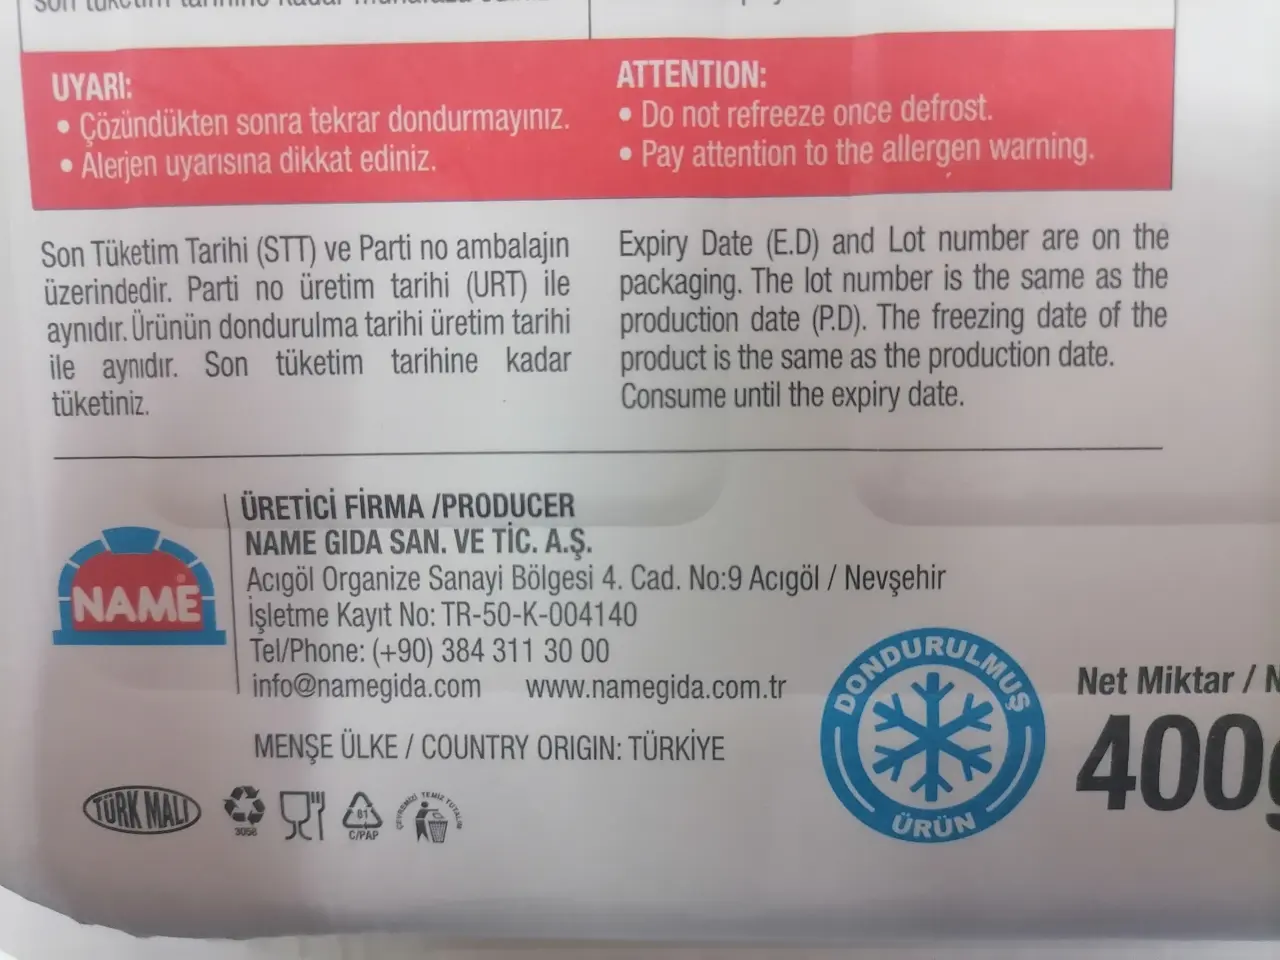 UYARI:
• Çözündükten sonra tekrar dondurmayınız.
• Alerjen uyarısına dikkat ediniz.
ATTENTION:
• Do not refreeze once defrost.
• Pay attention to the allergen warning.
Son Tüketim Tarihi (STT) ve Parti no ambalajın
üzerindedir. Parti no üretim tarihi (URT) ile
aynıdır. Ürünün dondurulma tarihi üretim tarihi
ile aynıdır. Son tüketim tarihine kadar
tüketiniz.
Expiry Date (E.D) and Lot number are on the
packaging. The lot number is the same as the
production date (P.D). The freezing date of the
product is the same as the production date.
Consume until the expiry date.
NAME
ÜRETİCİ FİRMA /PRODUCER
NAME GIDA SAN. VE TİC. A.Ş.
Acıgöl Organize Sanayi Bölgesi 4. Cad. No:9 Acıgöl / Nevşehir
İşletme Kayıt No: TR-50-K-004140
Tel/Phone: (+90) 384 311 30 00
info@namegida.com www.namegida.com.tr
MENŞE ÜLKE / COUNTRY ORIGIN: TÜRKİYE
DONDURULMUŞ
ÜRÜN
Net Miktar /
400g
TÜRK MALI
3056
81
C/PAP
ÇEVREMİZİ TEMİZ TUTALIM